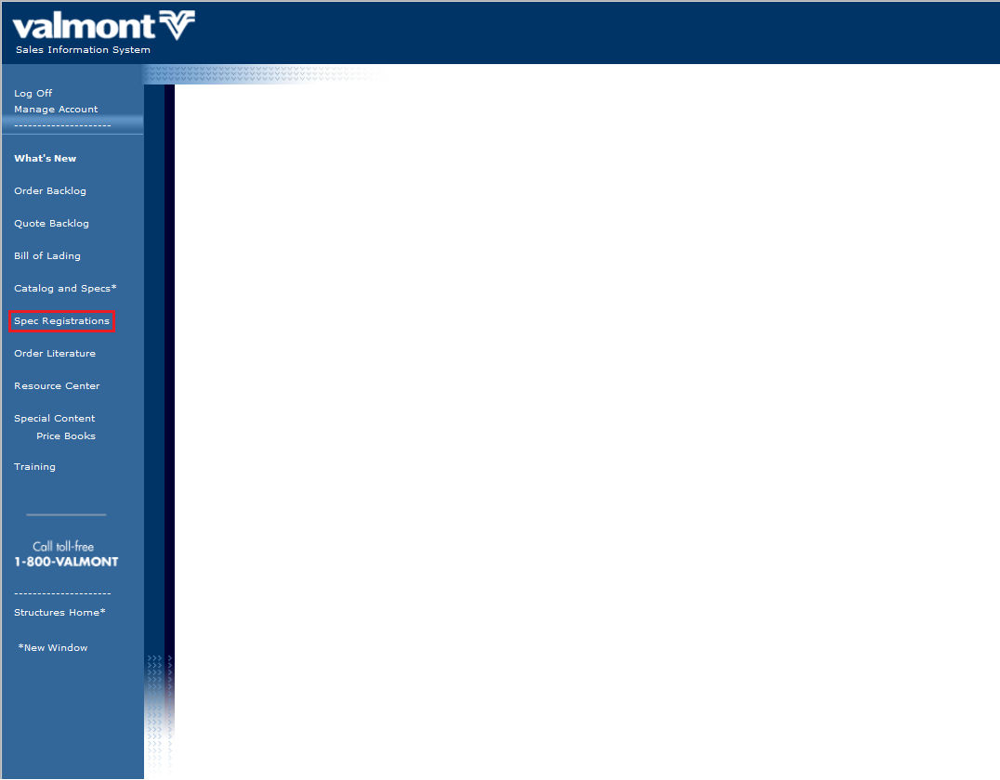 valmont
Sales Information System
Log Off
Manage Account
---------------------
What's New
Order Backlog
Quote Backlog
Bill of Lading
Catalog and Specs*
Spec Registrations
Order Literature
Resource Center
Special Content
Price Books
Training
Call toll-free
1-800-VALMONT
---------------------
Structures Home*
*New Window